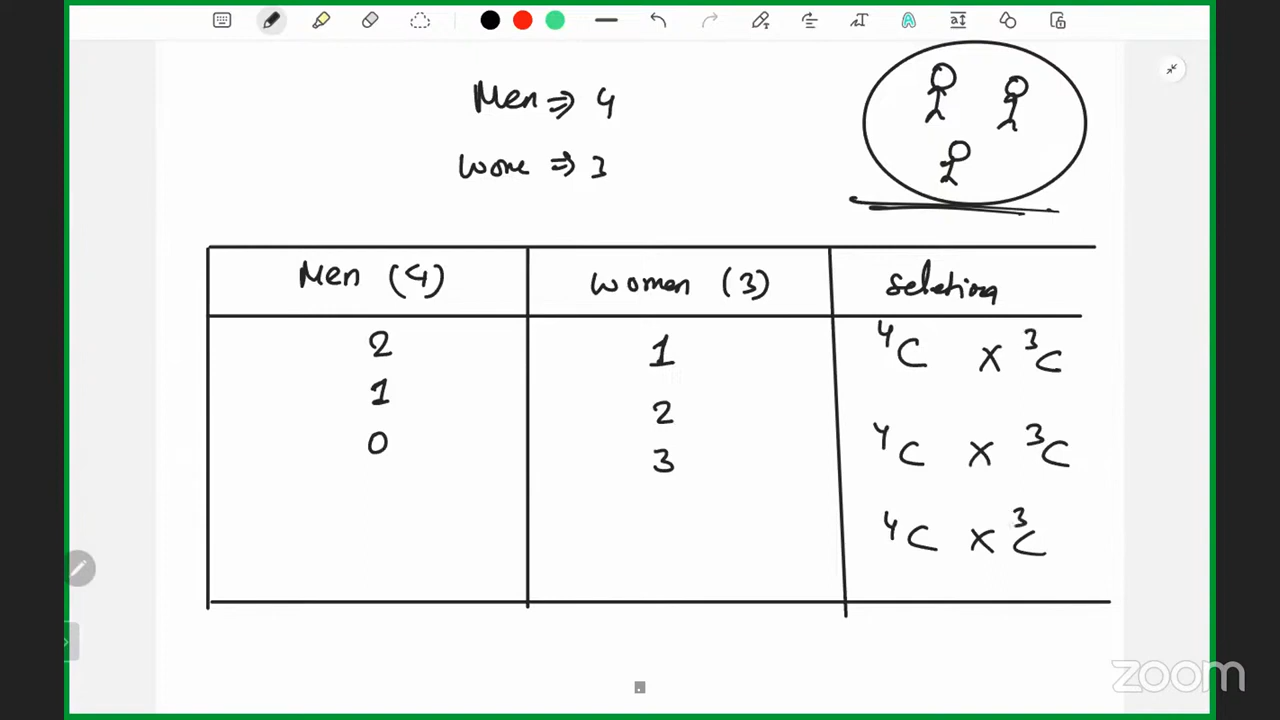 Men ⇒ 4
wome ⇒ 3
Men (4) women (3) seletion
2 1 ⁴C × ³C
1 2 ⁴C × ³C
0 3 ⁴C × ³C
zoom